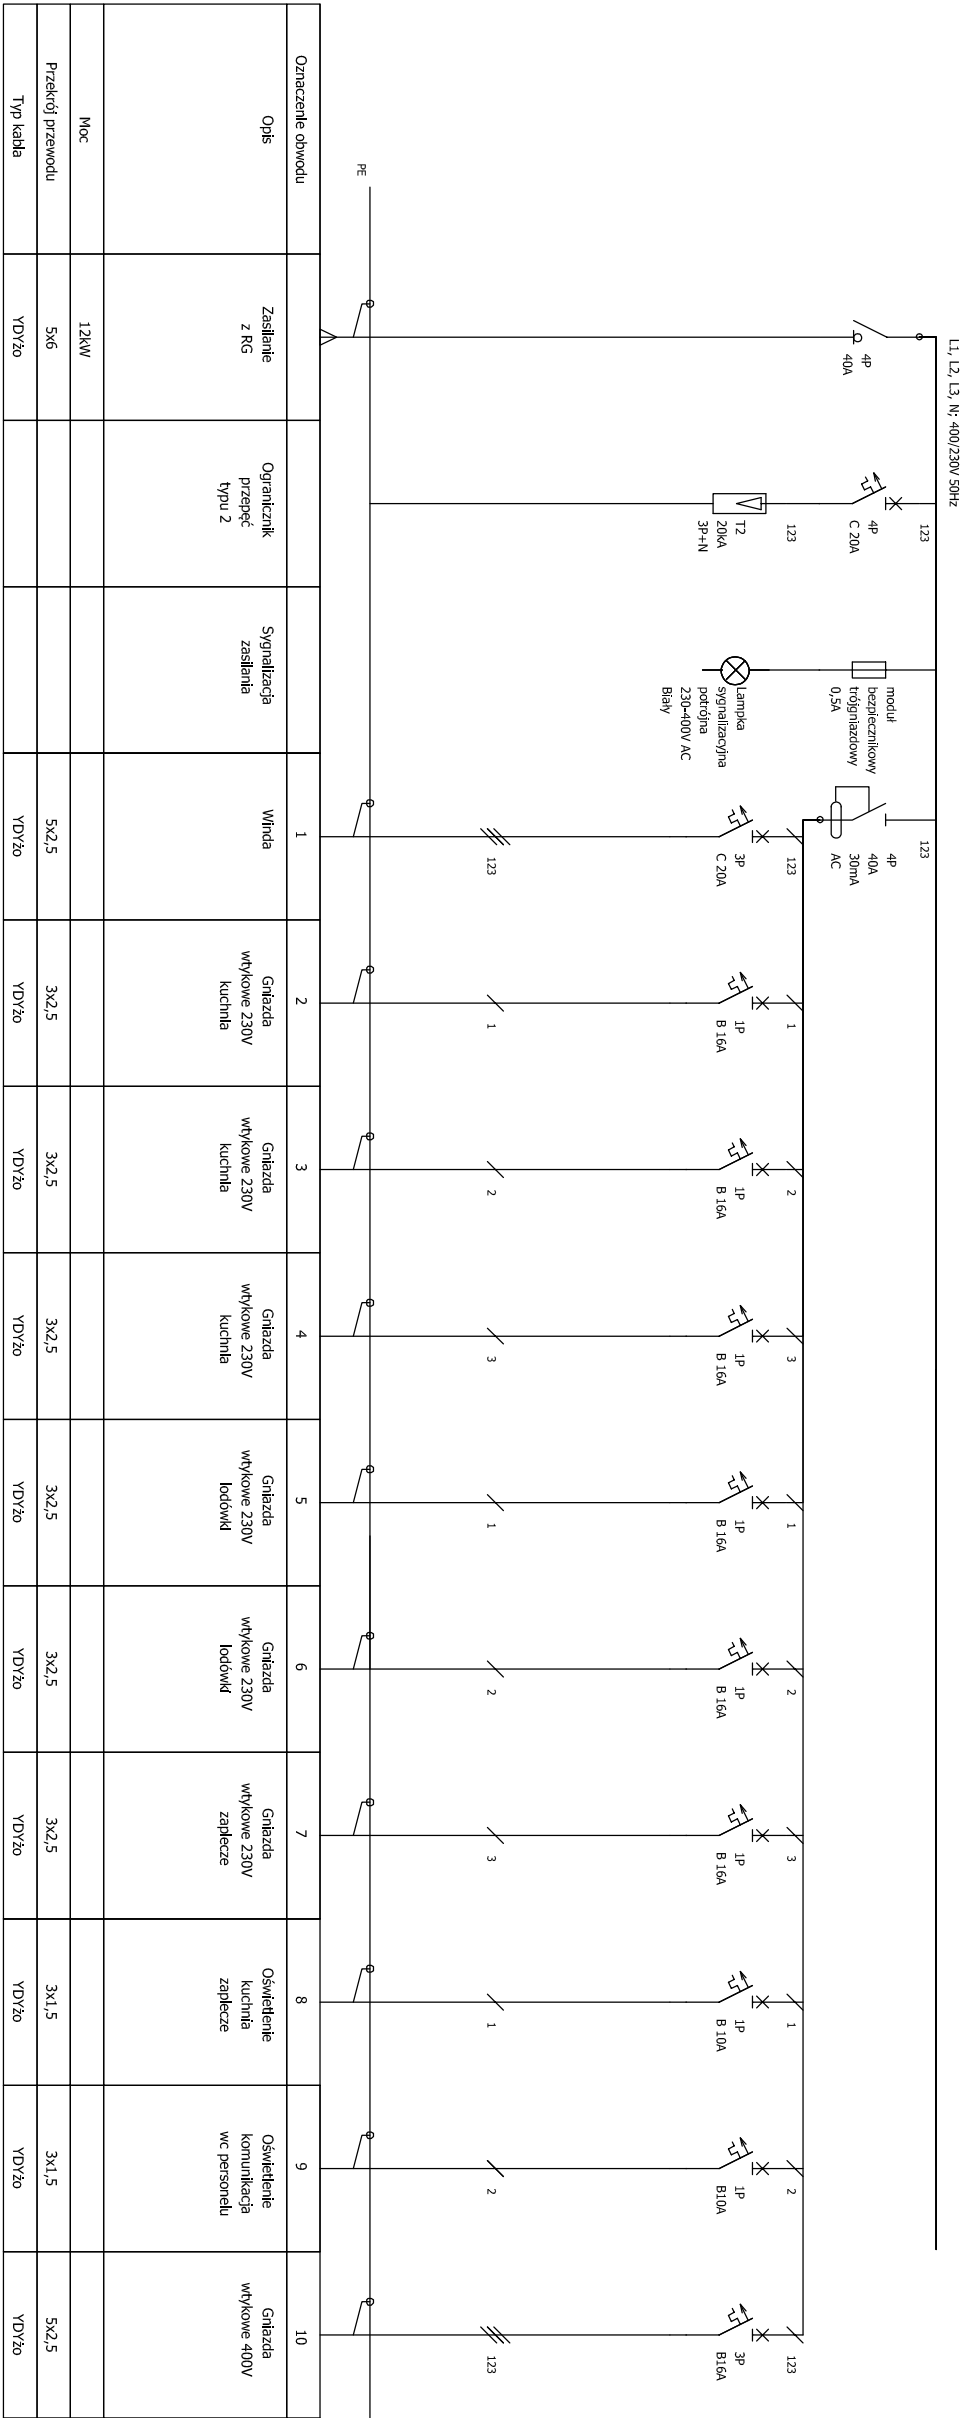 L1, L2, L3, N; 400/230V 50Hz
4P
40A
123
4P
C 20A
123
T2
20kA
3P+N
moduł
bezpiecznikowy
trójgniazdowy
0,5A
Lampka
sygnalizacyjna
potrójna
230-400V AC
Biały
123
4P
40A
30mA
AC
123
3P
C 20A
123
1
1P
B 16A
1
2
1P
B 16A
2
3
1P
B 16A
3
1
1P
B 16A
1
2
1P
B 16A
2
3
1P
B 16A
3
1
1P
B 10A
1
2
1P
B10A
2
123
3P
B16A
123
PE
Oznaczenie obwodu
1
2
3
4
5
6
7
8
9
10
Opis
Zasilanie
z RG
Ogranicznik
przepęć
typu 2
Sygnalizacja
zasilania
Winda
Gniazda
wtykowe 230V
kuchnia
Gniazda
wtykowe 230V
kuchnia
Gniazda
wtykowe 230V
kuchnia
Gniazda
wtykowe 230V
lodówki
Gniazda
wtykowe 230V
lodówki
Gniazda
wtykowe 230V
zaplecze
Oświetlenie
kuchnia
zaplecze
Oświetlenie
komunikacja
wc personelu
Gniazda
wtykowe 400V
Moc
12kW
Przekrój przewodu
5x6
5x2,5
3x2,5
3x2,5
3x2,5
3x2,5
3x2,5
3x2,5
3x1,5
3x1,5
5x2,5
Typ kabla
YDYżo
YDYżo
YDYżo
YDYżo
YDYżo
YDYżo
YDYżo
YDYżo
YDYżo
YDYżo
YDYżo